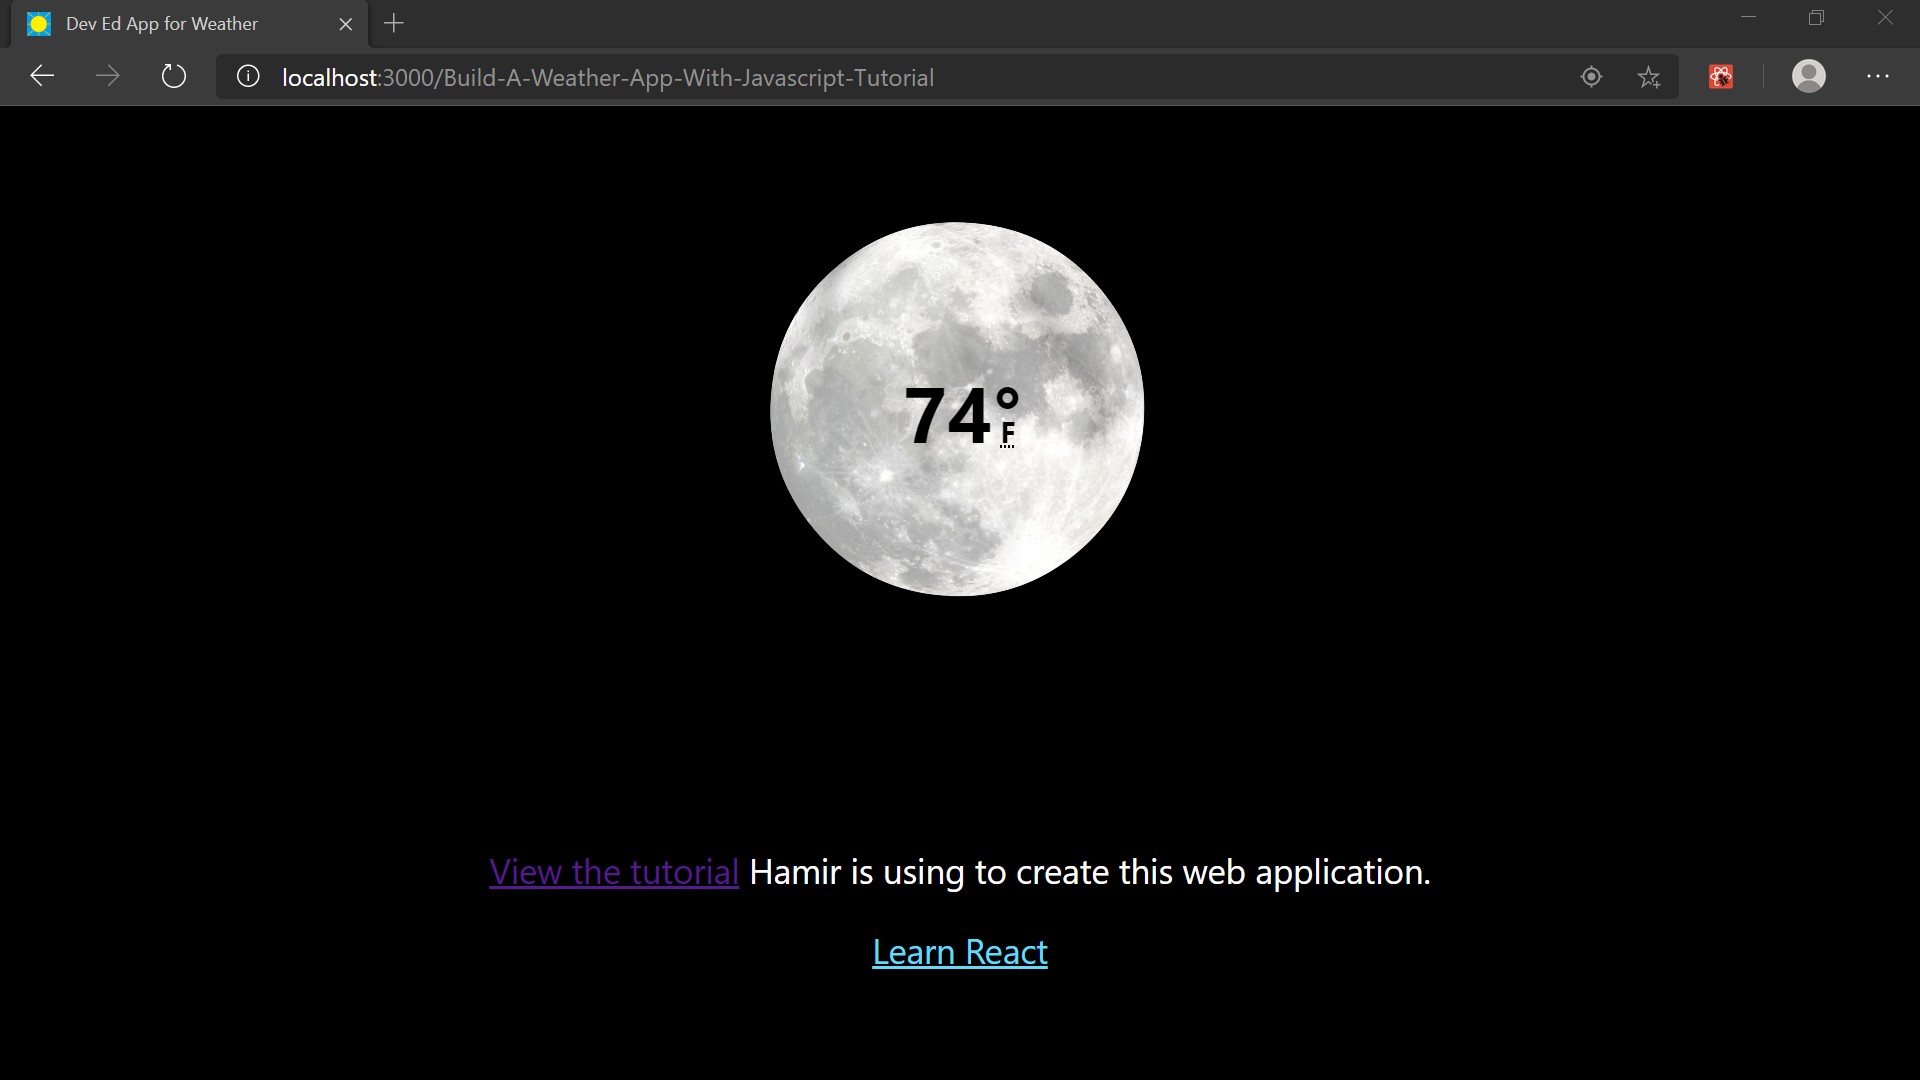 Dev Ed App for Weather
localhost:3000/Build-A-Weather-App-With-Javascript-Tutorial
74°
F
View the tutorial Hamir is using to create this web application.
Learn React